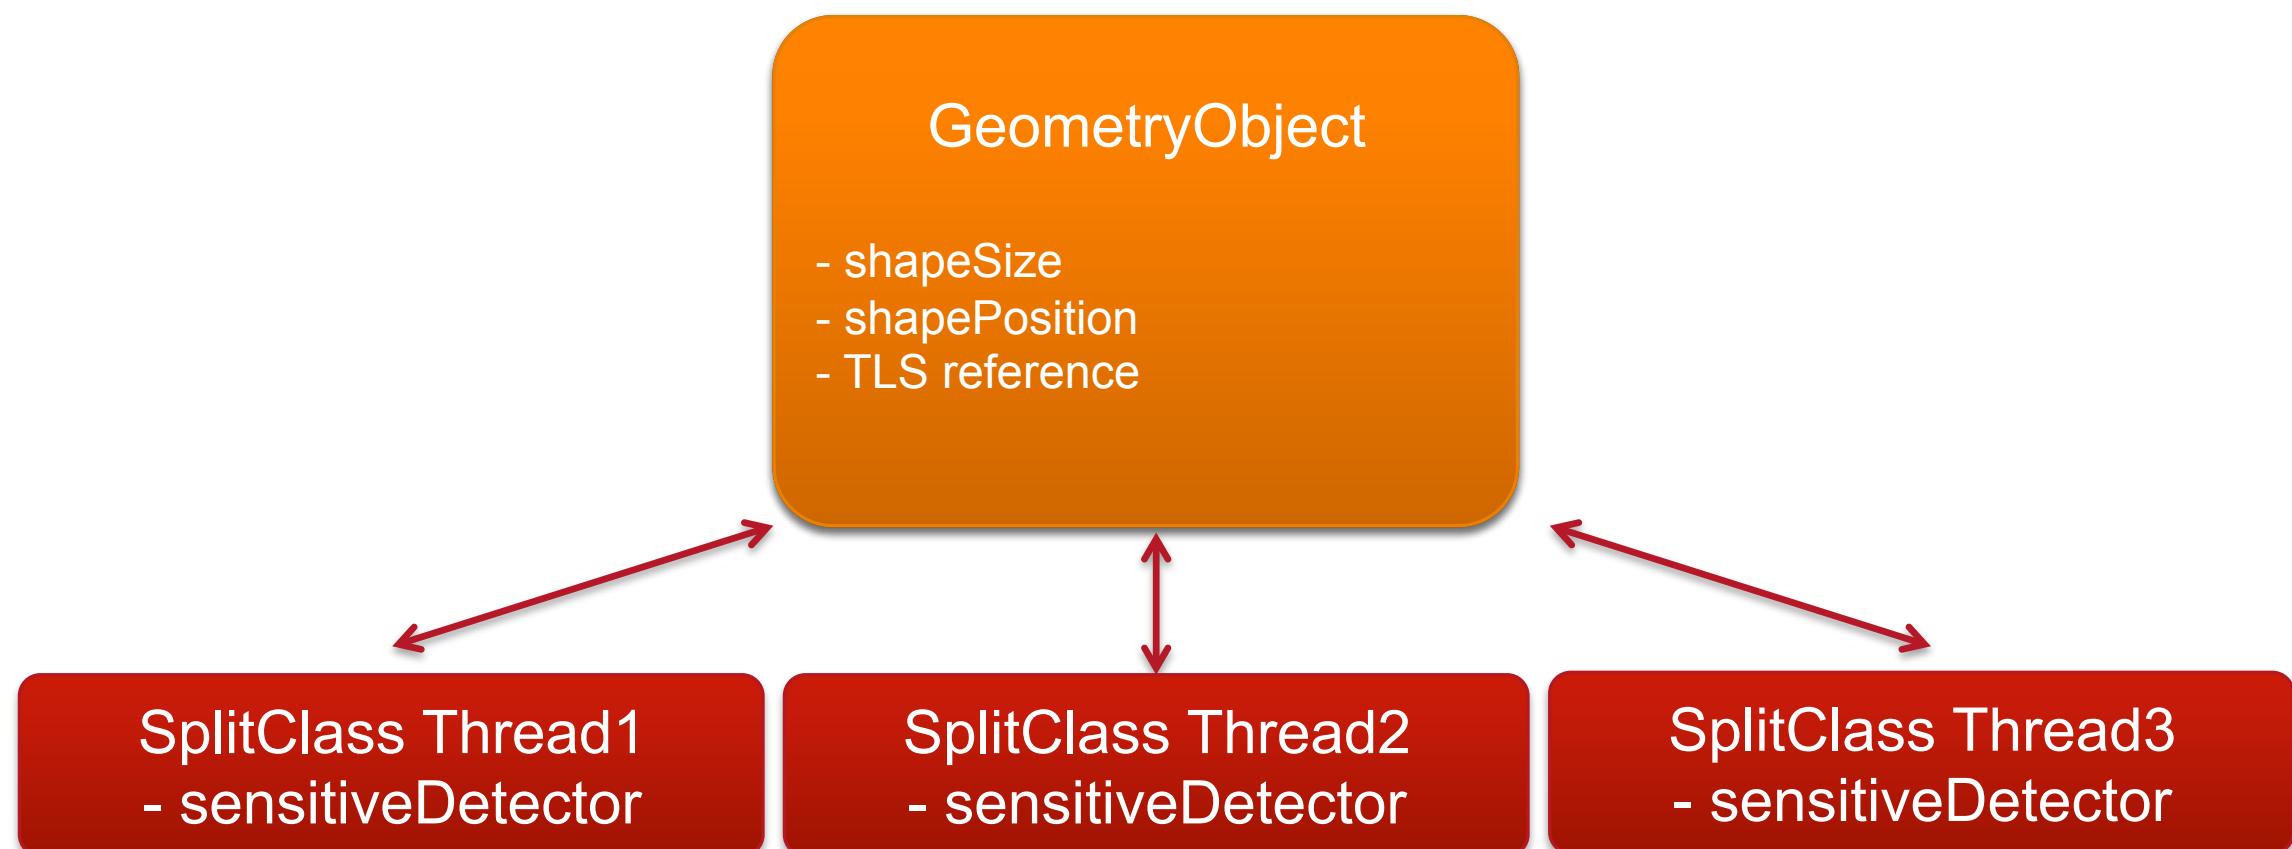 GeometryObject
- shapeSize
- shapePosition
- TLS reference
SplitClass Thread1
- sensitiveDetector
SplitClass Thread2
- sensitiveDetector
SplitClass Thread3
- sensitiveDetector